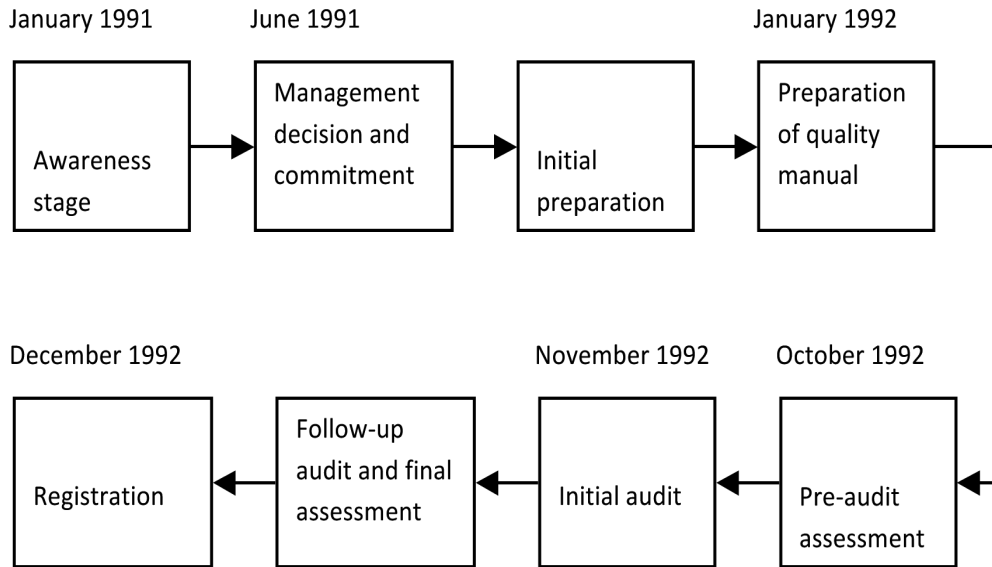 January 1991
June 1991
January 1992
Awareness
stage
Management
decision and
commitment
Initial
preparation
Preparation
of quality
manual
December 1992
November 1992
October 1992
Registration
Follow-up
audit and final
assessment
Initial audit
Pre-audit
assessment